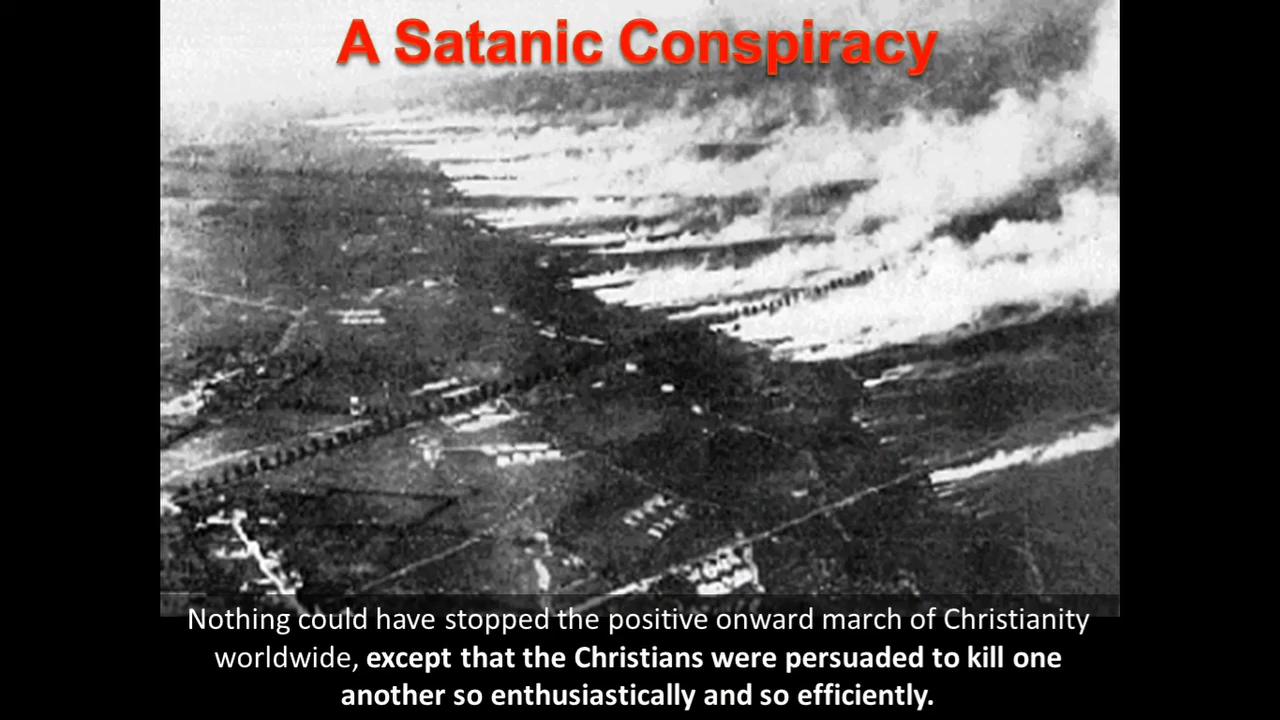 A Satanic Conspiracy
Nothing could have stopped the positive onward march of Christianity
worldwide, except that the Christians were persuaded to kill one
another so enthusiastically and so efficiently.